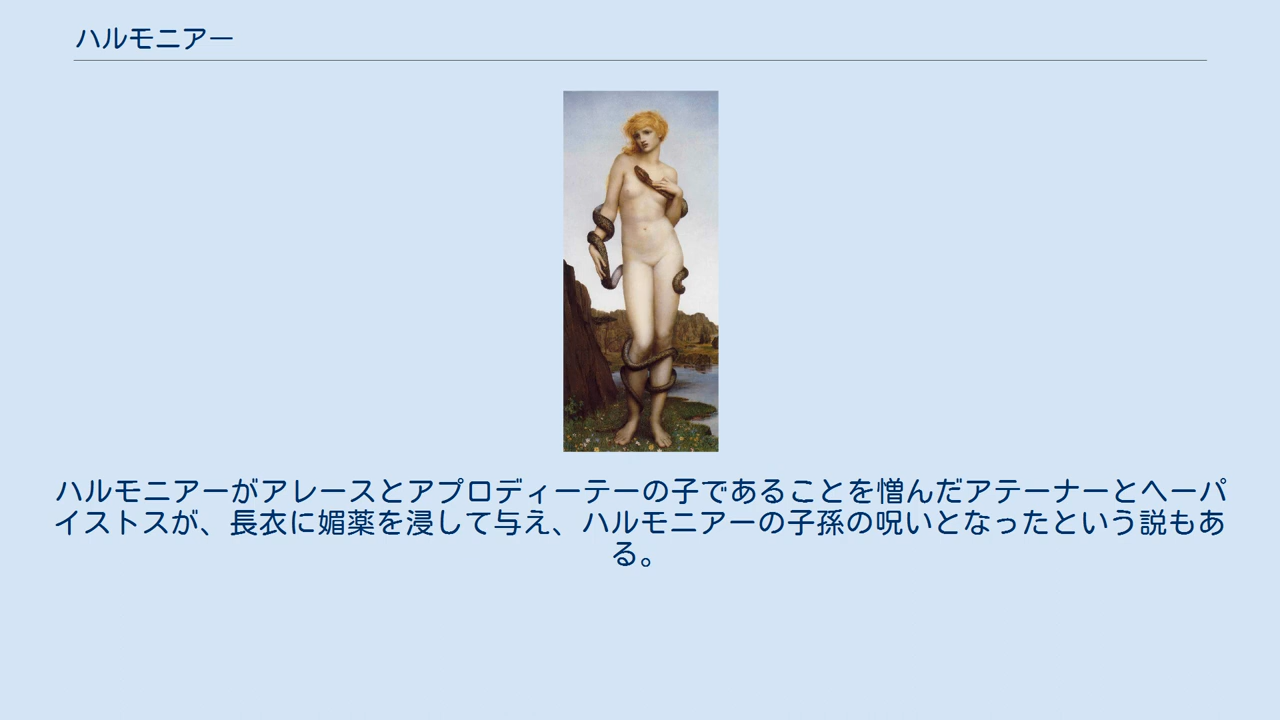 ハルモニアー
ハルモニアーがアレースとアプロディーテーの子であることを憎んだアテーナーとヘーパ
イストスが、長衣に媚薬を浸して与え、ハルモニアーの子孫の呪いとなったという説もあ
る。